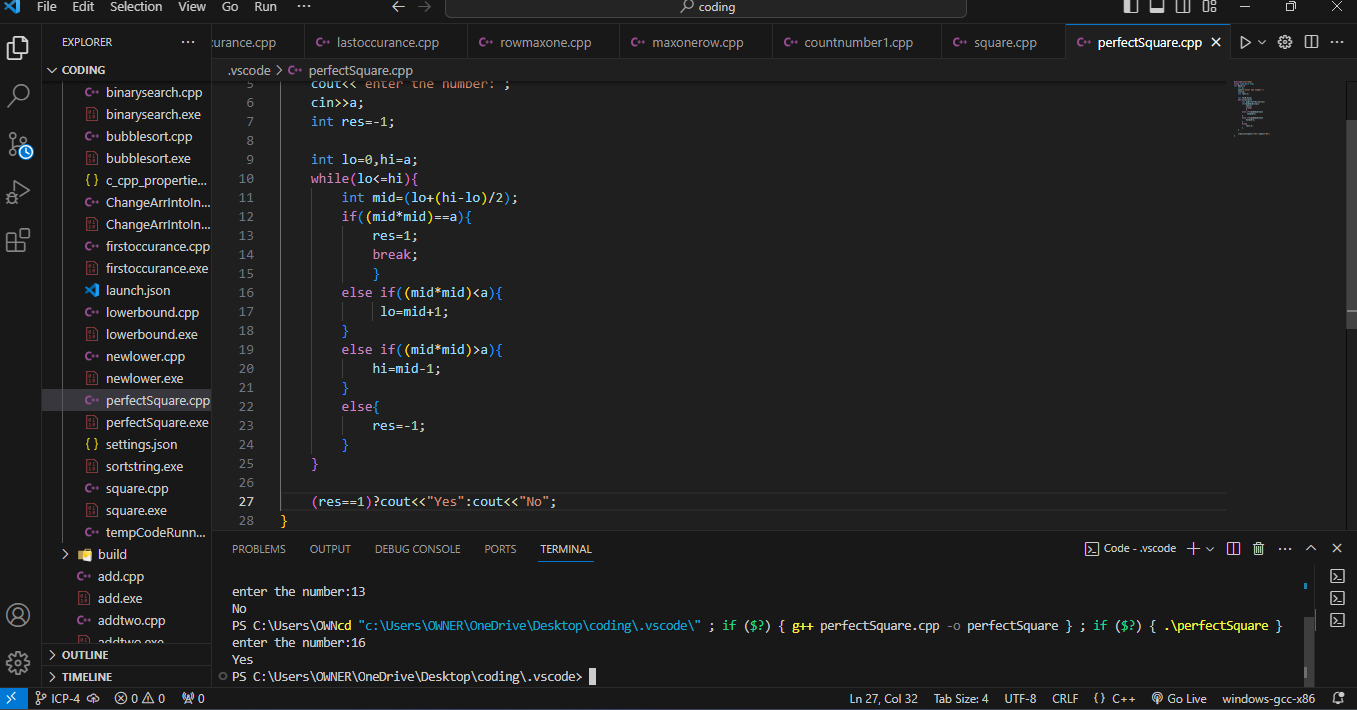 File Edit Selection View Go Run ··· coding
EXPLORER ···
urance.cpp lastoccurance.cpp rowmaxone.cpp maxonerow.cpp countnumber1.cpp square.cpp perfectSquare.cpp
CODING
.vscode > perfectSquare.cpp
binarysearch.cpp
binarysearch.exe
bubblesort.cpp
bubblesort.exe
c_cpp_propertie...
ChangeArrIntoIn...
ChangeArrIntoIn...
firstoccurance.cpp
firstoccurance.exe
launch.json
lowerbound.cpp
lowerbound.exe
newlower.cpp
newlower.exe
perfectSquare.cpp
perfectSquare.exe
settings.json
sortstring.exe
square.cpp
square.exe
tempCodeRunn...
build
add.cpp
add.exe
addtwo.cpp
addtwo.exe
OUTLINE
TIMELINE
5 cout<<"enter the number:";
6 cin>>a;
7 int res=-1;
8
9 int lo=0,hi=a;
10 while(lo<=hi){
11 int mid=(lo+(hi-lo)/2);
12 if((mid*mid)==a){
13 res=1;
14 break;
15 }
16 else if((mid*mid)<a){
17 lo=mid+1;
18 }
19 else if((mid*mid)>a){
20 hi=mid-1;
21 }
22 else{
23 res=-1;
24 }
25 }
26
27 (res==1)?cout<<"Yes":cout<<"No";
28 }
PROBLEMS OUTPUT DEBUG CONSOLE PORTS TERMINAL Code - .vscode
enter the number:13
No
PS C:\Users\OWNcd "c:\Users\OWNER\OneDrive\Desktop\coding\.vscode\" ; if ($?) { g++ perfectSquare.cpp -o perfectSquare } ; if ($?) { .\perfectSquare }
enter the number:16
Yes
PS C:\Users\OWNER\OneDrive\Desktop\coding\.vscode>
ICP-4 0 0 0 Ln 27, Col 32 Tab Size: 4 UTF-8 CRLF {} C++ Go Live windows-gcc-x86